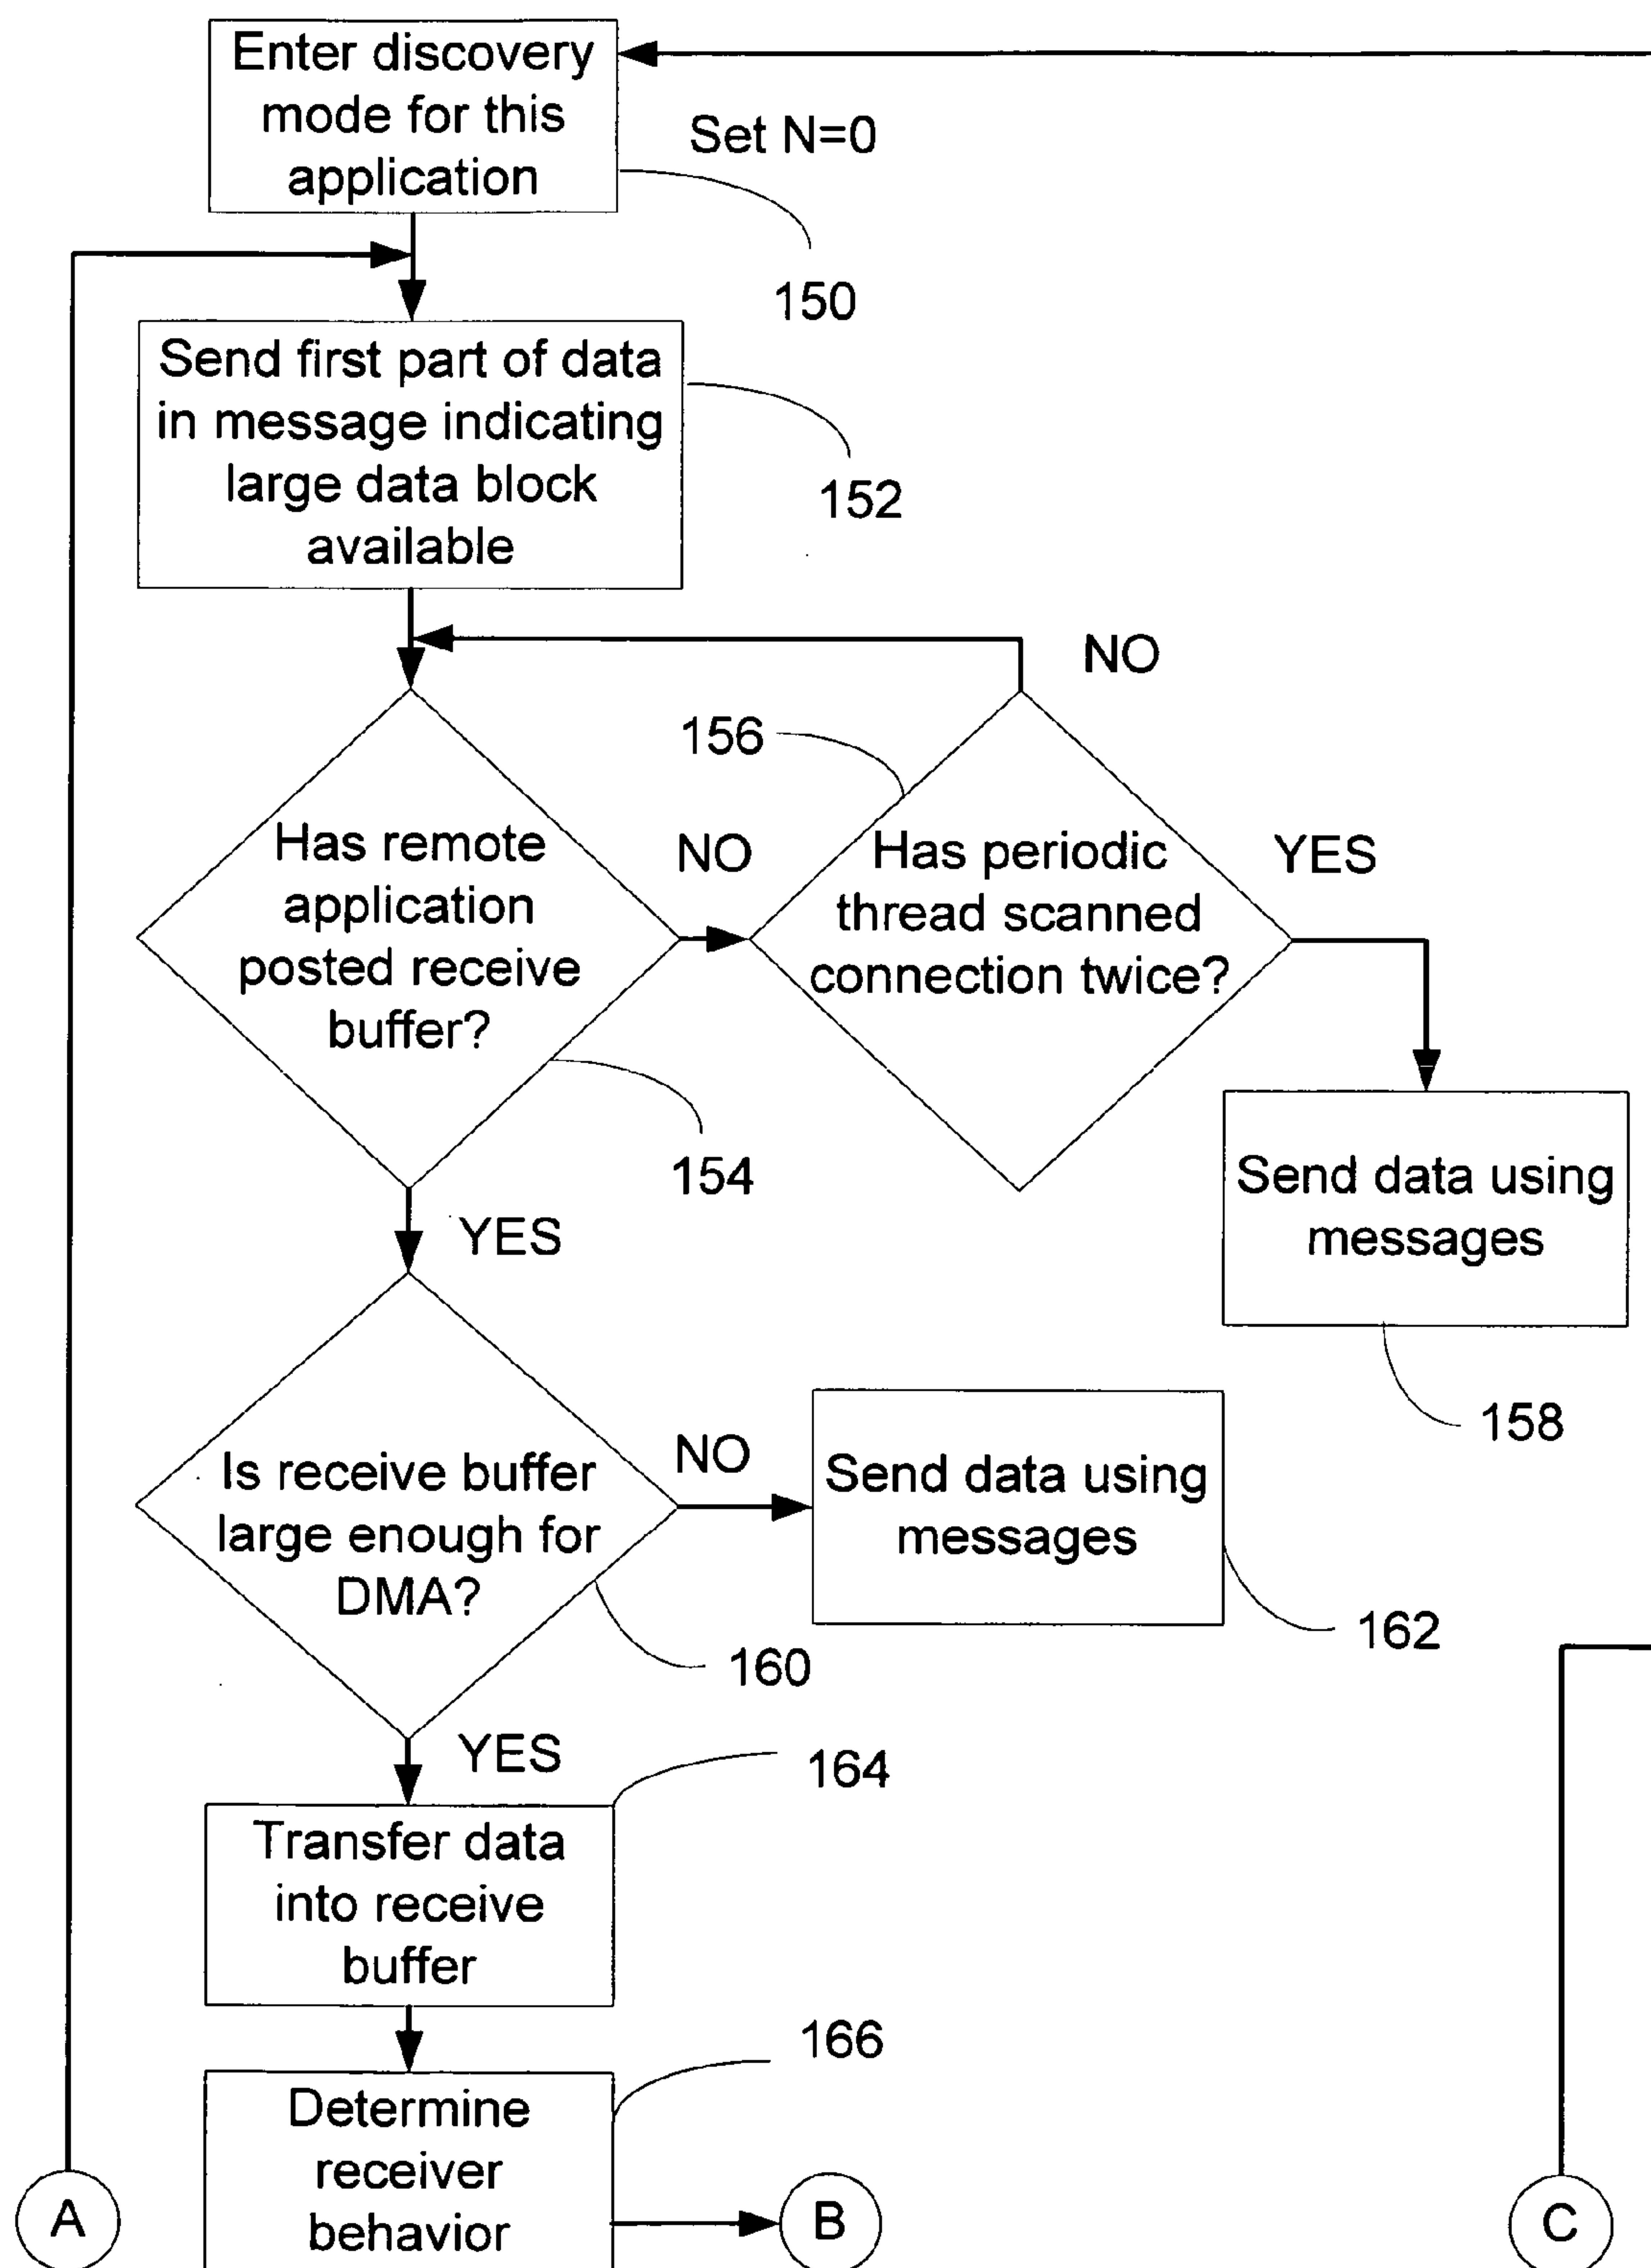 Enter discovery
mode for this
application
Set N=0
150
Send first part of data
in message indicating
large data block
available
152
NO
156
Has remote
application
posted receive
buffer?
NO
Has periodic
thread scanned
connection twice?
YES
154
YES
Send data using
messages
158
Is receive buffer
large enough for
DMA?
NO
Send data using
messages
162
160
YES
164
Transfer data
into receive
buffer
166
Determine
receiver
behavior
A
B
C